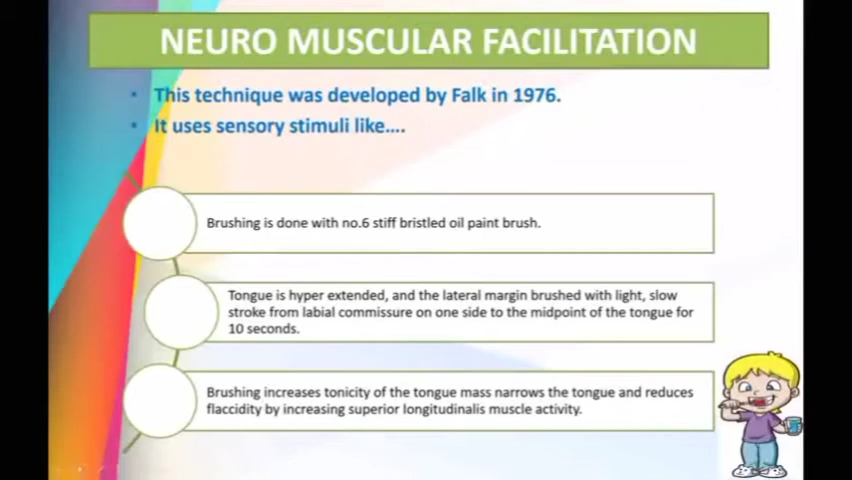 NEURO MUSCULAR FACILITATION
• This technique was developed by Falk in 1976.
• It uses sensory stimuli like....
Brushing is done with no.6 stiff bristled oil paint brush.
Tongue is hyper extended, and the lateral margin brushed with light, slow
stroke from labial commissure on one side to the midpoint of the tongue for
10 seconds.
Brushing increases tonicity of the tongue mass narrows the tongue and reduces
flaccidity by increasing superior longitudinalis muscle activity.